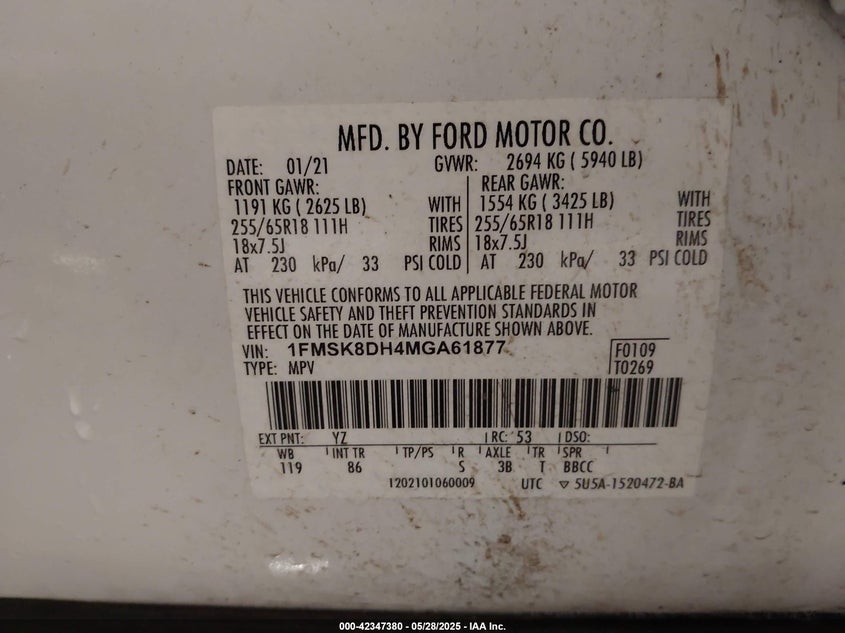 MFD. BY FORD MOTOR CO.
DATE: 01/21 GVWR: 2694 KG ( 5940 LB)
FRONT GAWR: REAR GAWR:
1191 KG ( 2625 LB) WITH 1554 KG ( 3425 LB) WITH
255/65R18 111H TIRES 255/65R18 111H TIRES
18x7.5J RIMS 18x7.5J RIMS
AT 230 kPa/ 33 PSI COLD AT 230 kPa/ 33 PSI COLD
THIS VEHICLE CONFORMS TO ALL APPLICABLE FEDERAL MOTOR
VEHICLE SAFETY AND THEFT PREVENTION STANDARDS IN
EFFECT ON THE DATE OF MANUFACTURE SHOWN ABOVE.
VIN: 1FMSK8DH4MGA61877 F0109
TYPE: MPV T0269
EXT PNT: YZ RC: 53 DSO:
WB INT TR TP/PS R AXLE TR SPR
119 86 S 3B T BBCC
1202101060009 UTC ▽ 5U5A-1520472-BA
000-42347380 - 05/28/2025 - IAA Inc.